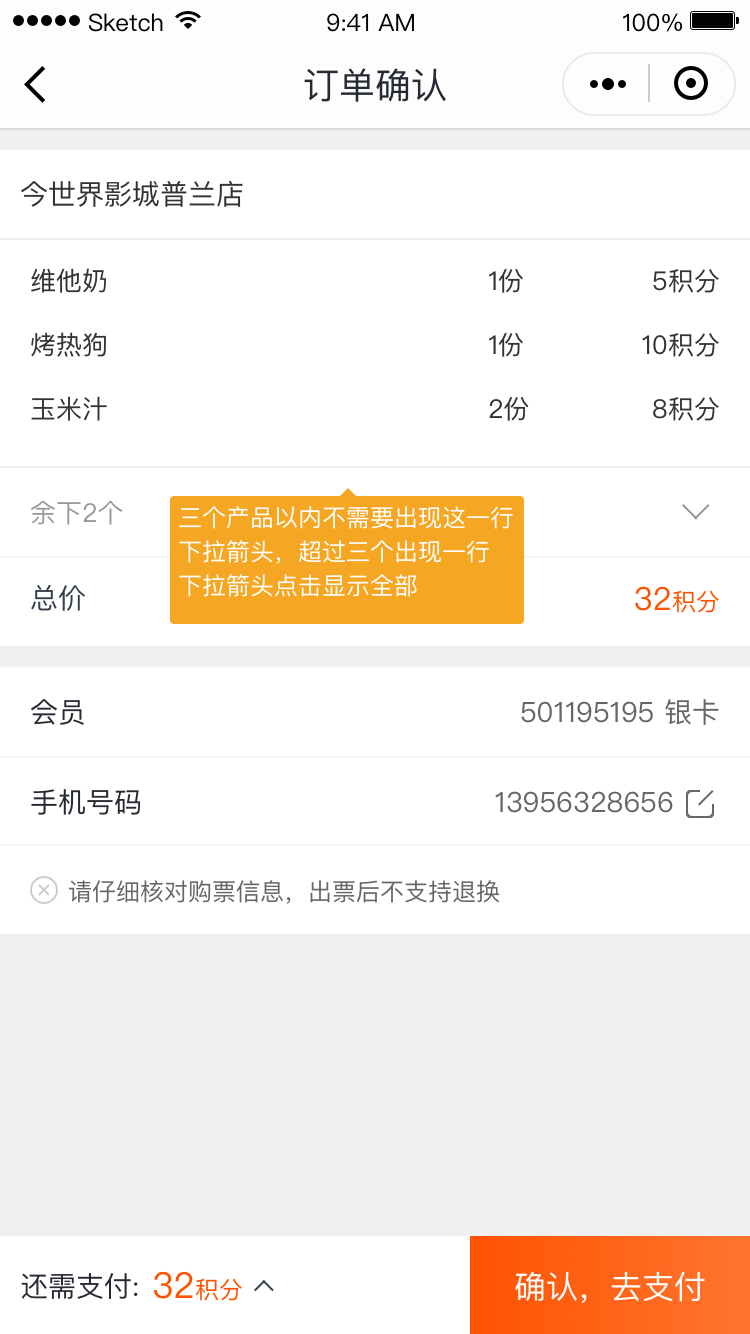 Sketch 9:41 AM 100%
订单确认
今世界影城普兰店
维他奶 1份 5积分
烤热狗 1份 10积分
玉米汁 2份 8积分
余下2个
三个产品以内不需要出现这一行
下拉箭头，超过三个出现一行
下拉箭头点击显示全部
总价 32积分
会员 501195195 银卡
手机号码 13956328656
请仔细核对购票信息，出票后不支持退换
还需支付: 32积分
确认，去支付